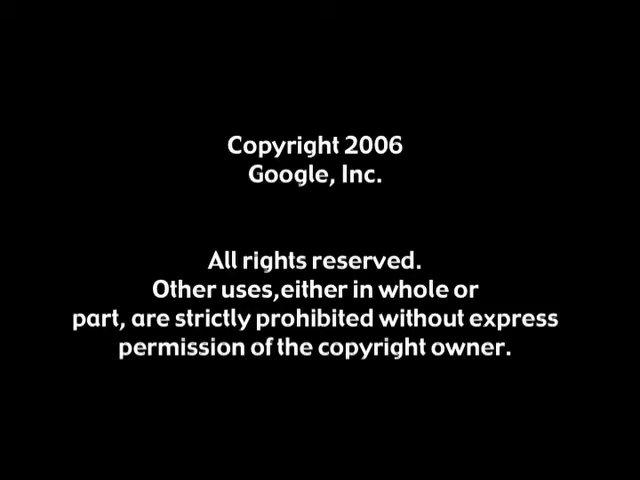 Copyright 2006
Google, Inc.
All rights reserved.
Other uses,either in whole or
part, are strictly prohibited without express
permission of the copyright owner.